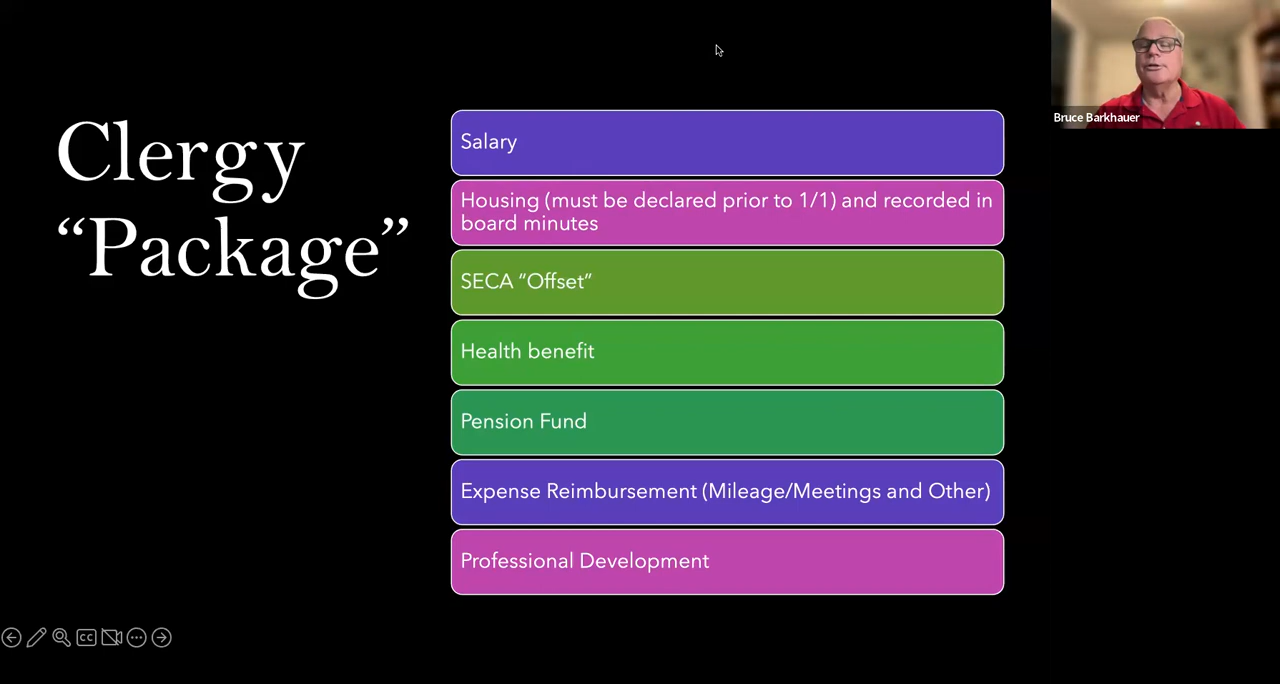 Clergy
“Package”
Salary
Housing (must be declared prior to 1/1) and recorded in
board minutes
SECA “Offset”
Health benefit
Pension Fund
Expense Reimbursement (Mileage/Meetings and Other)
Professional Development
Bruce Barkhauer
CC